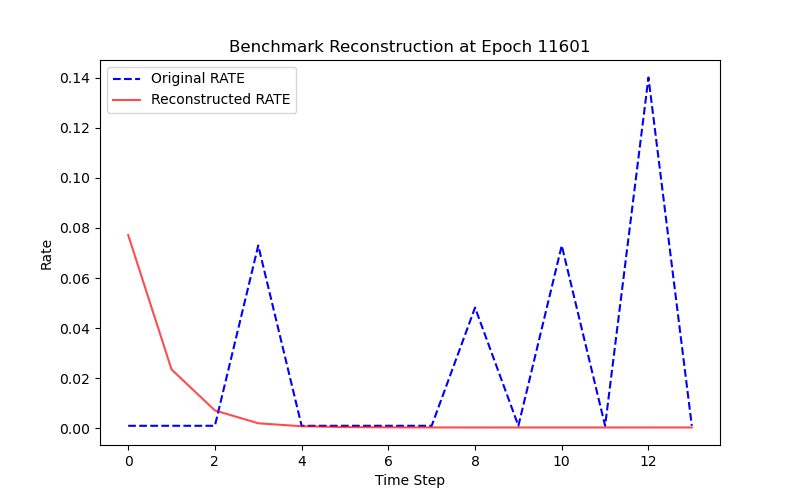 Benchmark Reconstruction at Epoch 11601
Original RATE
Reconstructed RATE
0.14
0.12
0.10
0.08
0.06
0.04
0.02
0.00
Rate
0 2 4 6 8 10 12
Time Step